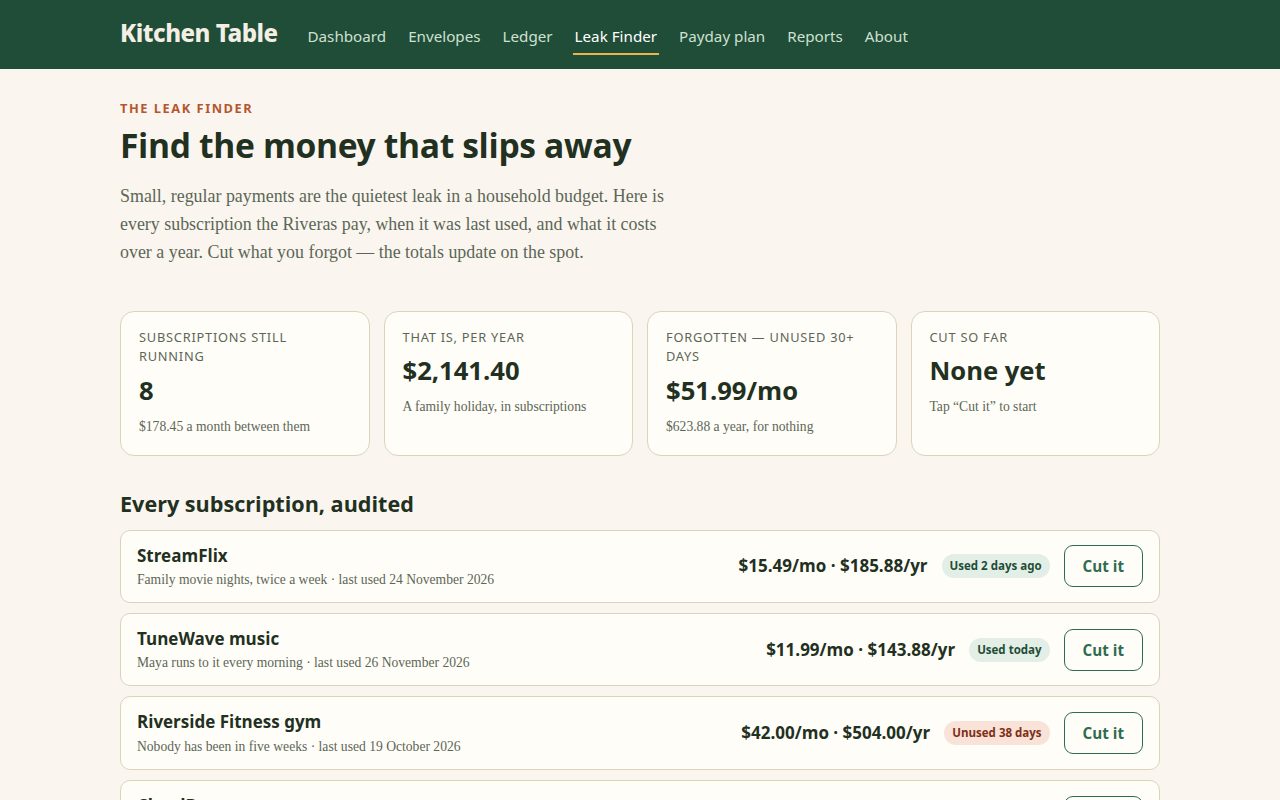 Kitchen Table
Dashboard
Envelopes
Ledger
Leak Finder
Payday plan
Reports
About
THE LEAK FINDER
Find the money that slips away
Small, regular payments are the quietest leak in a household budget. Here is
every subscription the Riveras pay, when it was last used, and what it costs
over a year. Cut what you forgot — the totals update on the spot.
SUBSCRIPTIONS STILL
RUNNING
8
$178.45 a month between them
THAT IS, PER YEAR
$2,141.40
A family holiday, in subscriptions
FORGOTTEN — UNUSED 30+
DAYS
$51.99/mo
$623.88 a year, for nothing
CUT SO FAR
None yet
Tap “Cut it” to start
Every subscription, audited
StreamFlix
Family movie nights, twice a week · last used 24 November 2026
$15.49/mo · $185.88/yr
Used 2 days ago
Cut it
TuneWave music
Maya runs to it every morning · last used 26 November 2026
$11.99/mo · $143.88/yr
Used today
Cut it
Riverside Fitness gym
Nobody has been in five weeks · last used 19 October 2026
$42.00/mo · $504.00/yr
Unused 38 days
Cut it